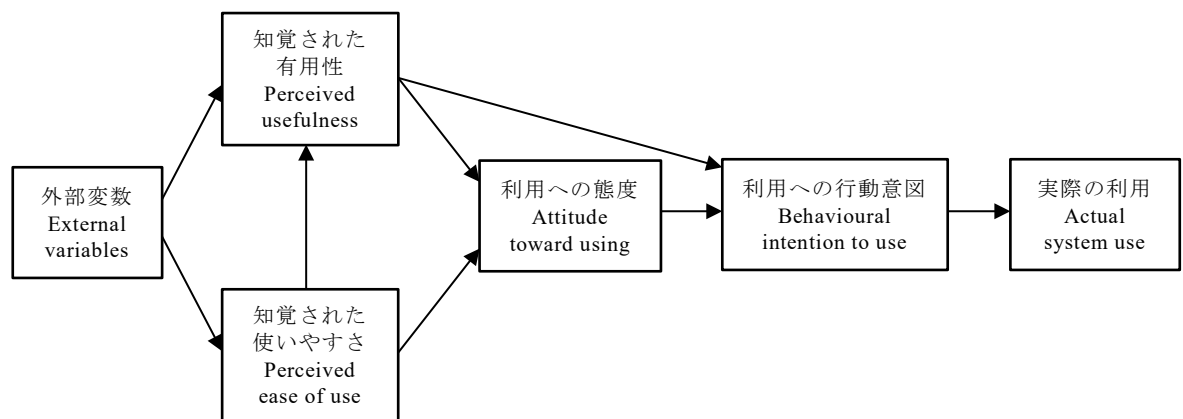 外部変数
External
variables
知覚された
有用性
Perceived
usefulness
知覚された
使いやすさ
Perceived
ease of use
利用への態度
Attitude
toward using
利用への行動意図
Behavioural
intention to use
実際の利用
Actual
system use